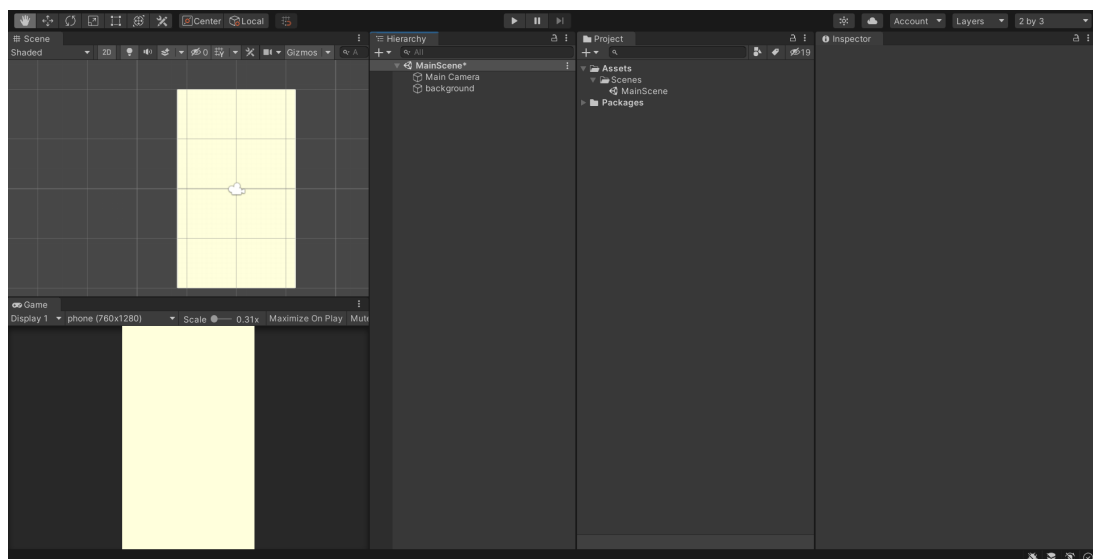 Center Local Account Layers 2 by 3
Scene Hierarchy Project Inspector
Shaded 2D 0 Gizmos A All 19
MainScene*
Main Camera
background
Assets
Scenes
MainScene
Packages
Game
Display 1 phone (760x1280) Scale 0.31x Maximize On Play Mute